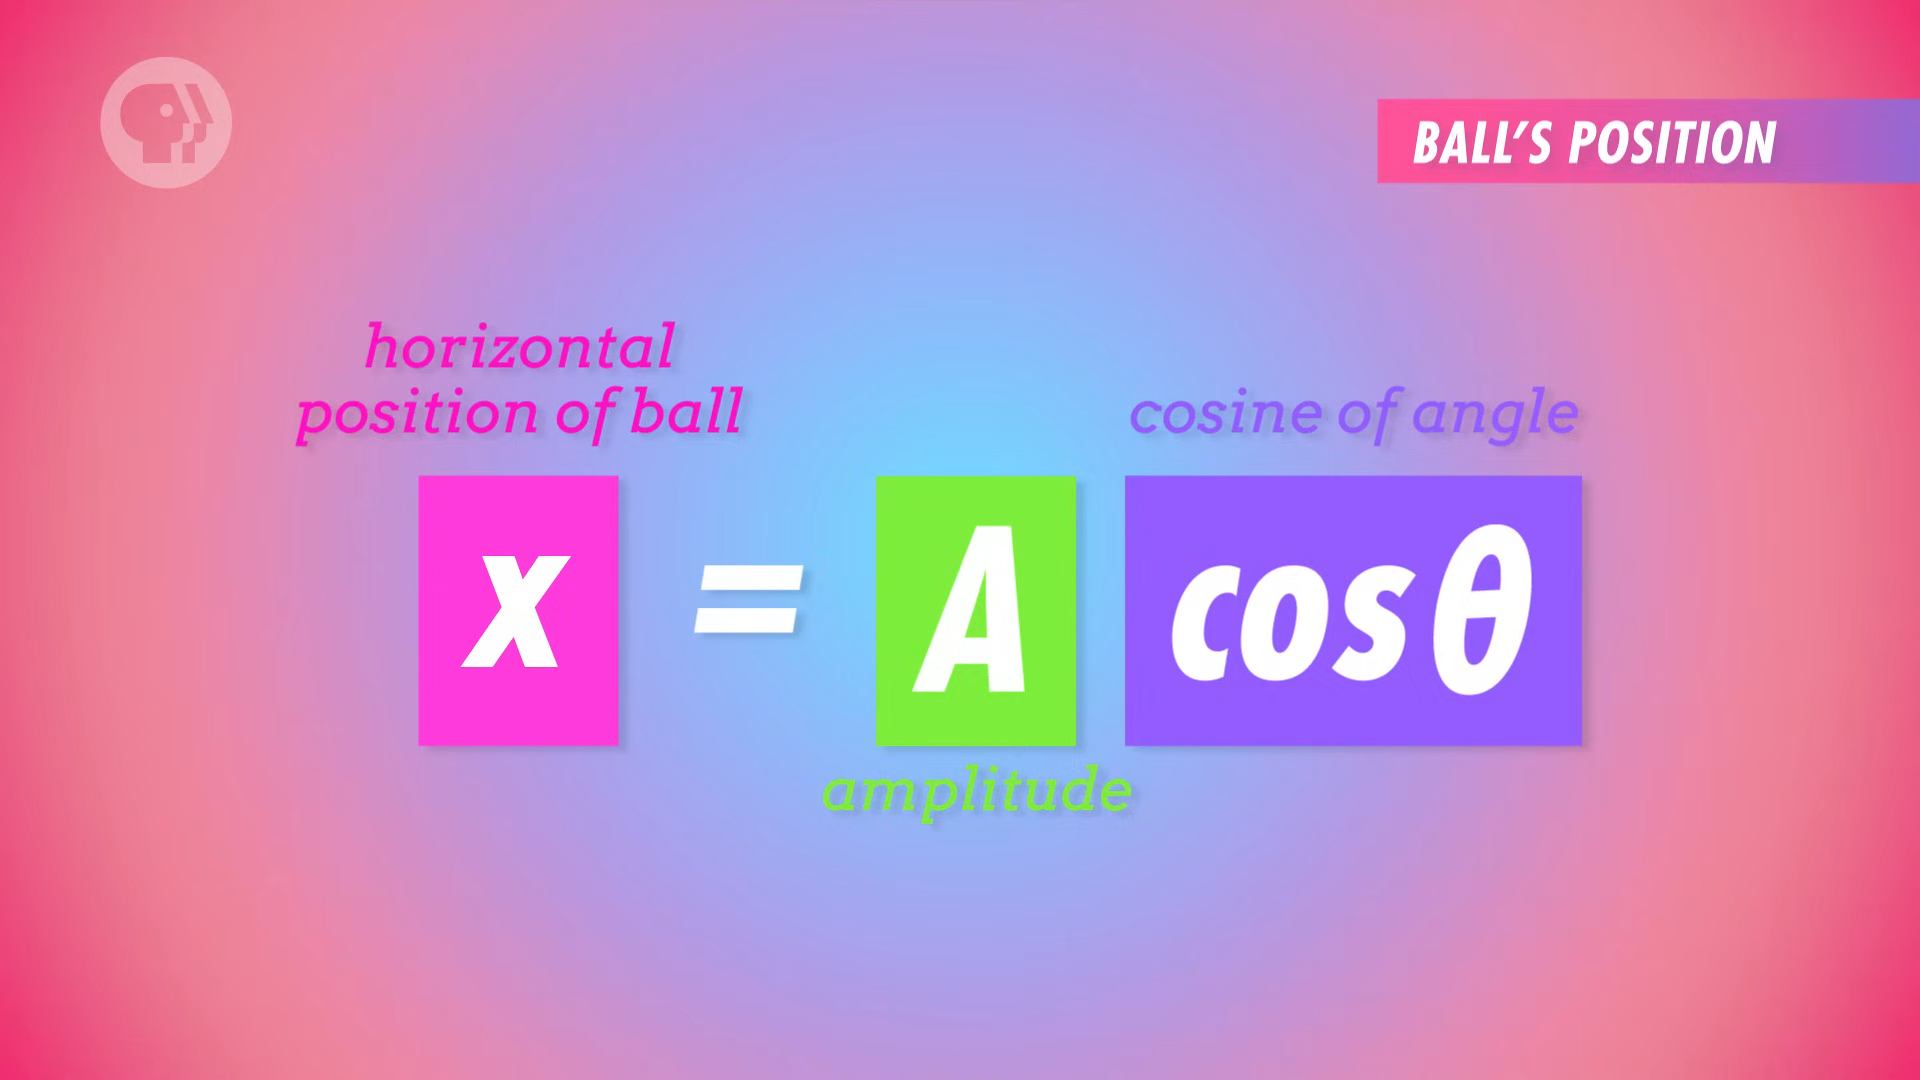 BALL'S POSITION
horizontal
position of ball
cosine of angle
x = A cosθ
amplitude